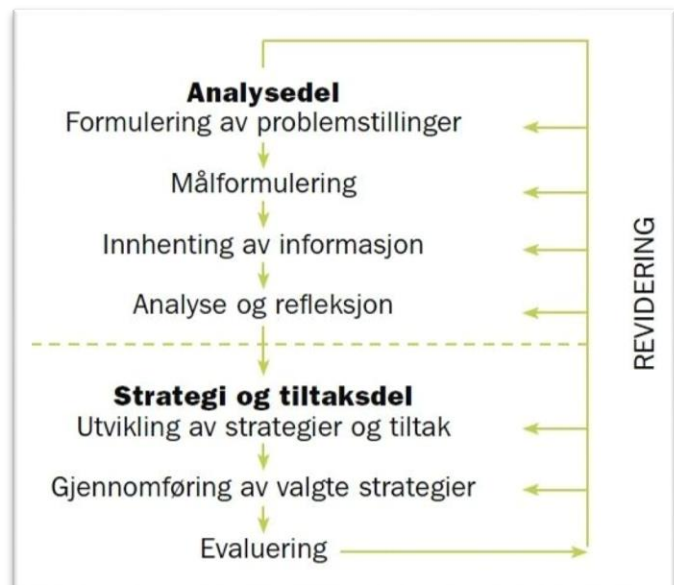 Analysedel
Formulering av problemstillinger
Målformulering
Innhenting av informasjon
Analyse og refleksjon
Strategi og tiltaksdel
Utvikling av strategier og tiltak
Gjennomføring av valgte strategier
Evaluering
REVIDERING